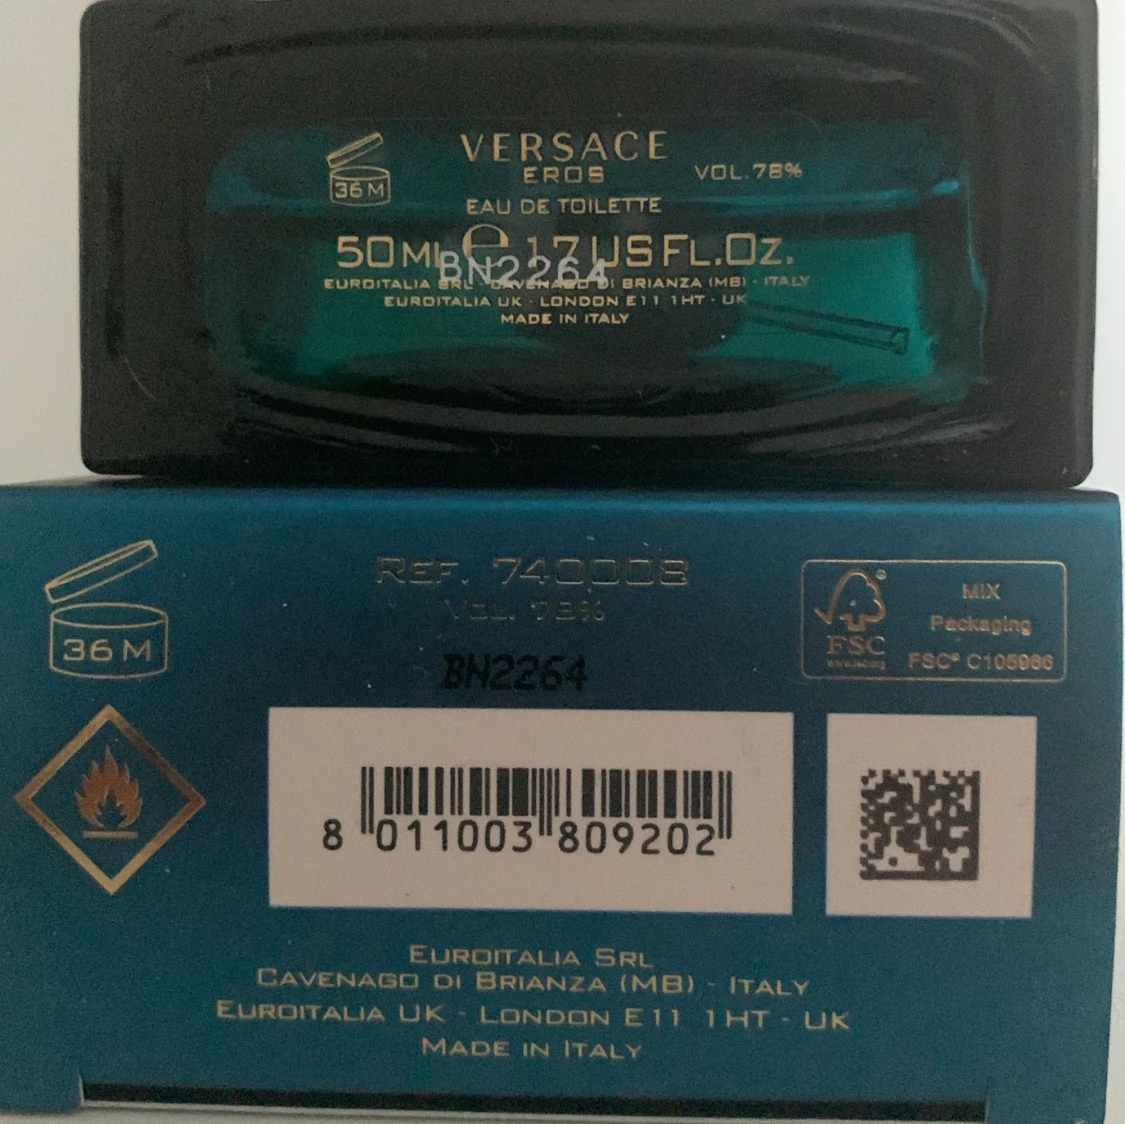 VERSACE
EROS
VOL.78%
36 M
EAU DE TOILETTE
50 ML e 1.7 US FL.OZ.
BN2264
EUROITALIA SRL - CAVENAGO DI BRIANZA (MB) - ITALY
EUROITALIA UK - LONDON E11 1HT - UK
MADE IN ITALY
REF. 740008
VOL. 78%
36 M
BN2264
FSC
MIX
Packaging
FSC® C105986
8 011003 809202
EUROITALIA SRL
CAVENAGO DI BRIANZA (MB) - ITALY
EUROITALIA UK - LONDON E11 1HT - UK
MADE IN ITALY